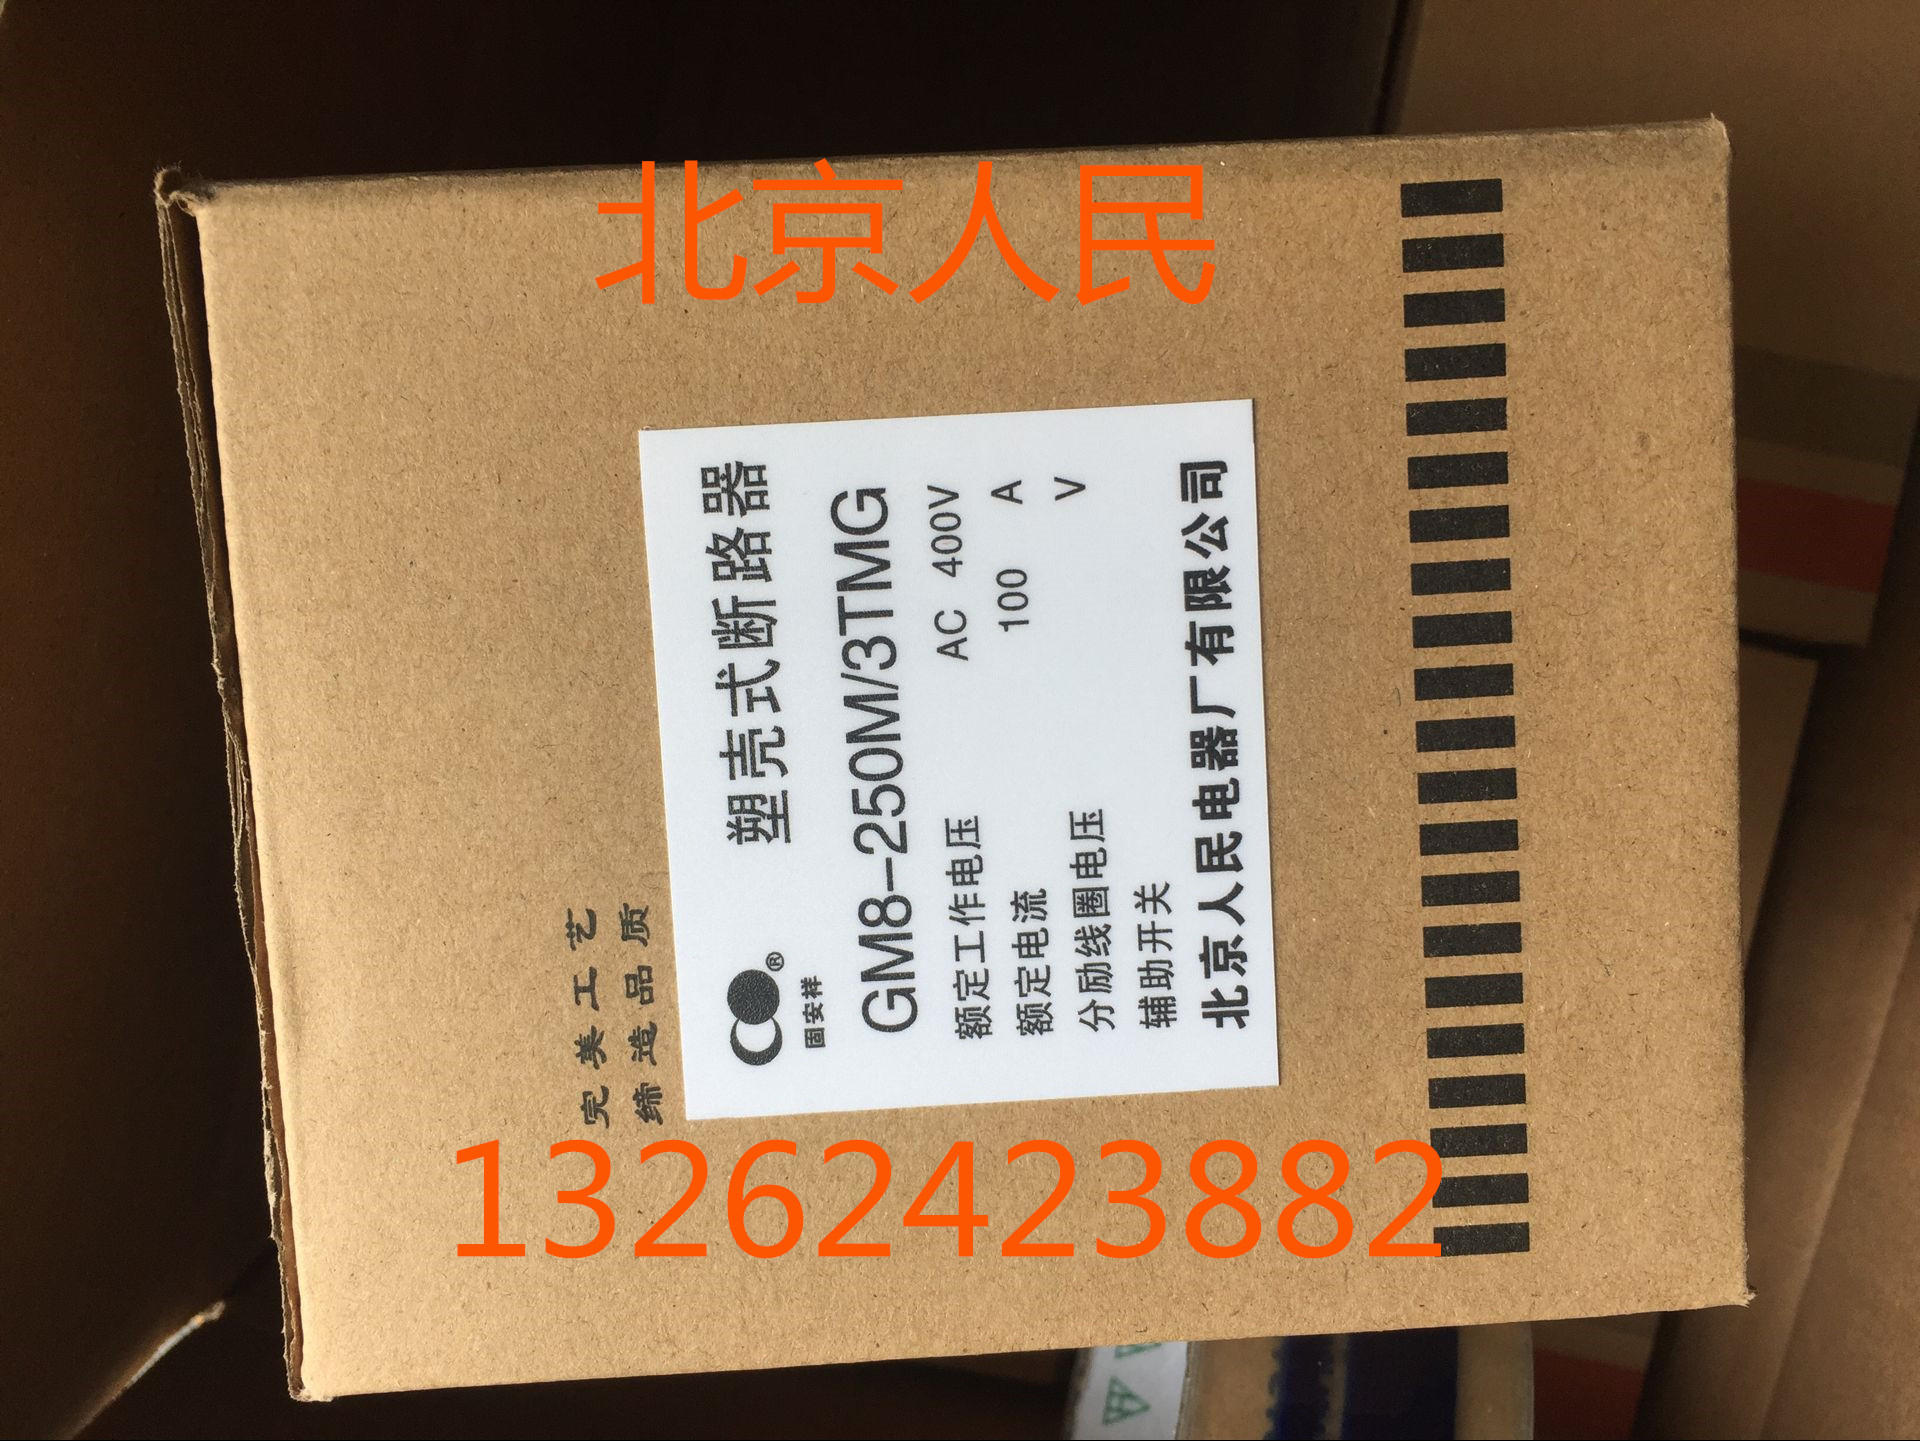 北京人民
完美工艺
缔造品质
固安祥
®
塑壳式断路器
GM8-250M/3TMG
额定工作电压 AC 400V
额定电流 100 A
分励线圈电压 V
辅助开关
北京人民电器厂有限公司
13262423882